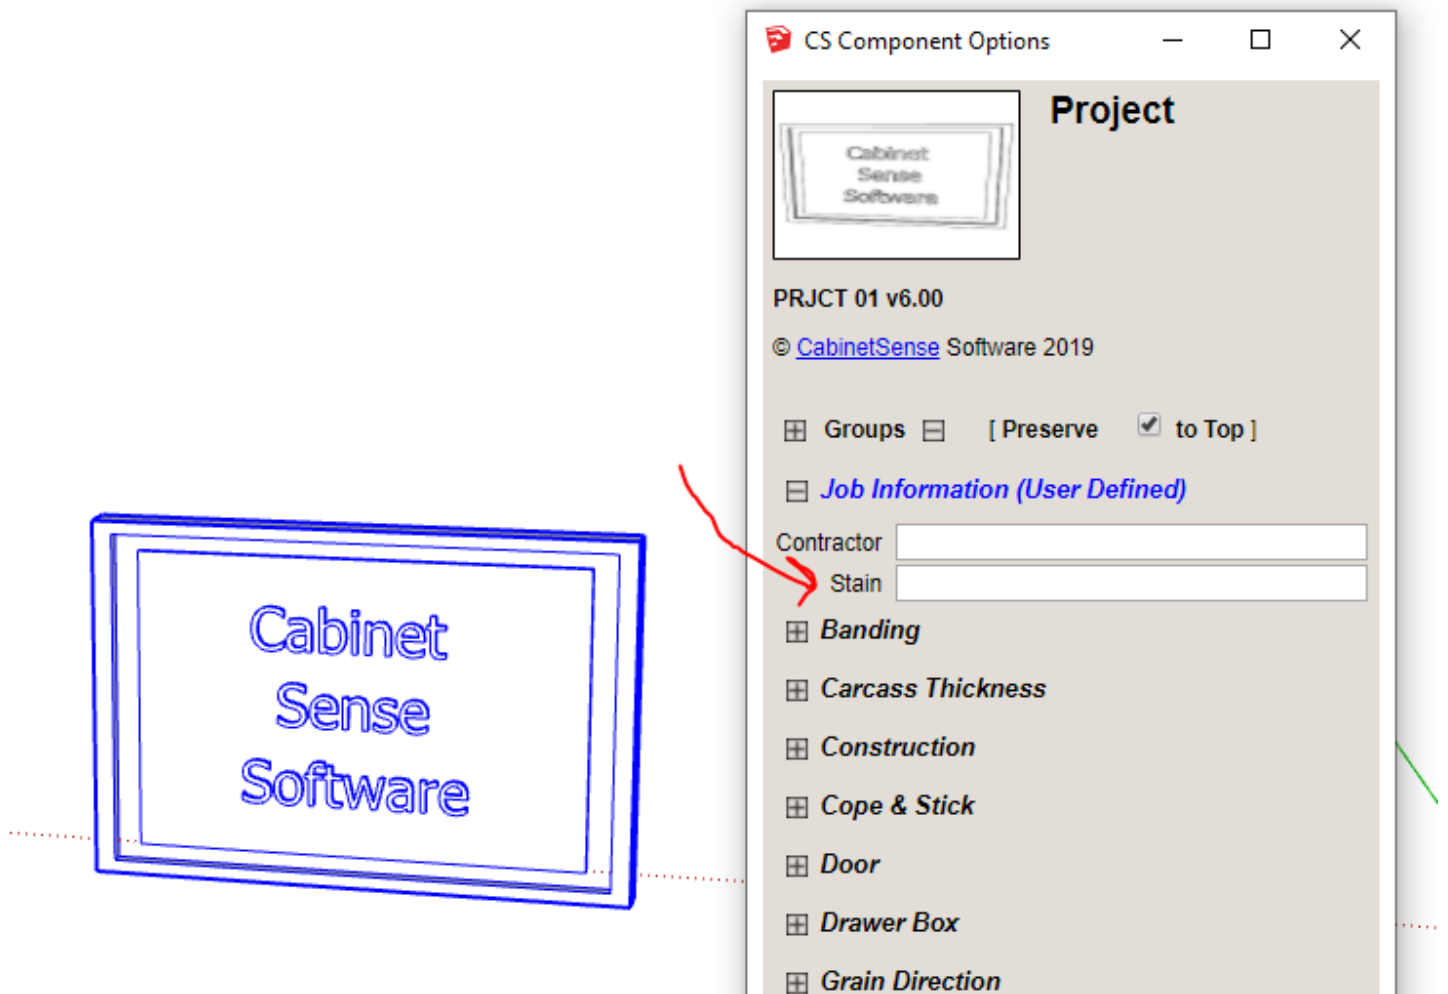 CS Component Options
Project
Cabinet
Sense
Software
PRJCT 01 v6.00
© CabinetSense Software 2019
Groups [ Preserve to Top ]
Job Information (User Defined)
Contractor
Stain
Banding
Carcass Thickness
Construction
Cope & Stick
Door
Drawer Box
Grain Direction
Cabinet
Sense
Software